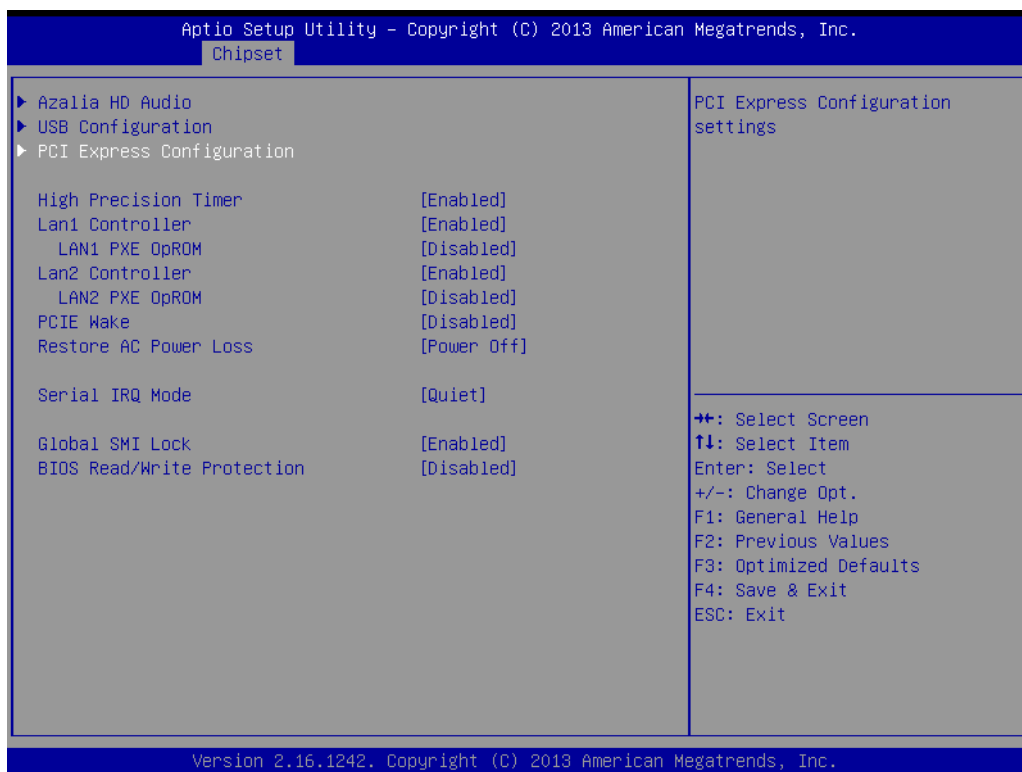 Aptio Setup Utility – Copyright (C) 2013 American Megatrends, Inc.
Chipset
▶ Azalia HD Audio
▶ USB Configuration
▶ PCI Express Configuration
High Precision Timer [Enabled]
Lan1 Controller [Enabled]
LAN1 PXE OpROM [Disabled]
Lan2 Controller [Enabled]
LAN2 PXE OpROM [Disabled]
PCIE Wake [Disabled]
Restore AC Power Loss [Power Off]
Serial IRQ Mode [Quiet]
Global SMI Lock [Enabled]
BIOS Read/Write Protection [Disabled]
PCI Express Configuration
settings
→←: Select Screen
↑↓: Select Item
Enter: Select
+/-: Change Opt.
F1: General Help
F2: Previous Values
F3: Optimized Defaults
F4: Save & Exit
ESC: Exit
Version 2.16.1242. Copyright (C) 2013 American Megatrends, Inc.